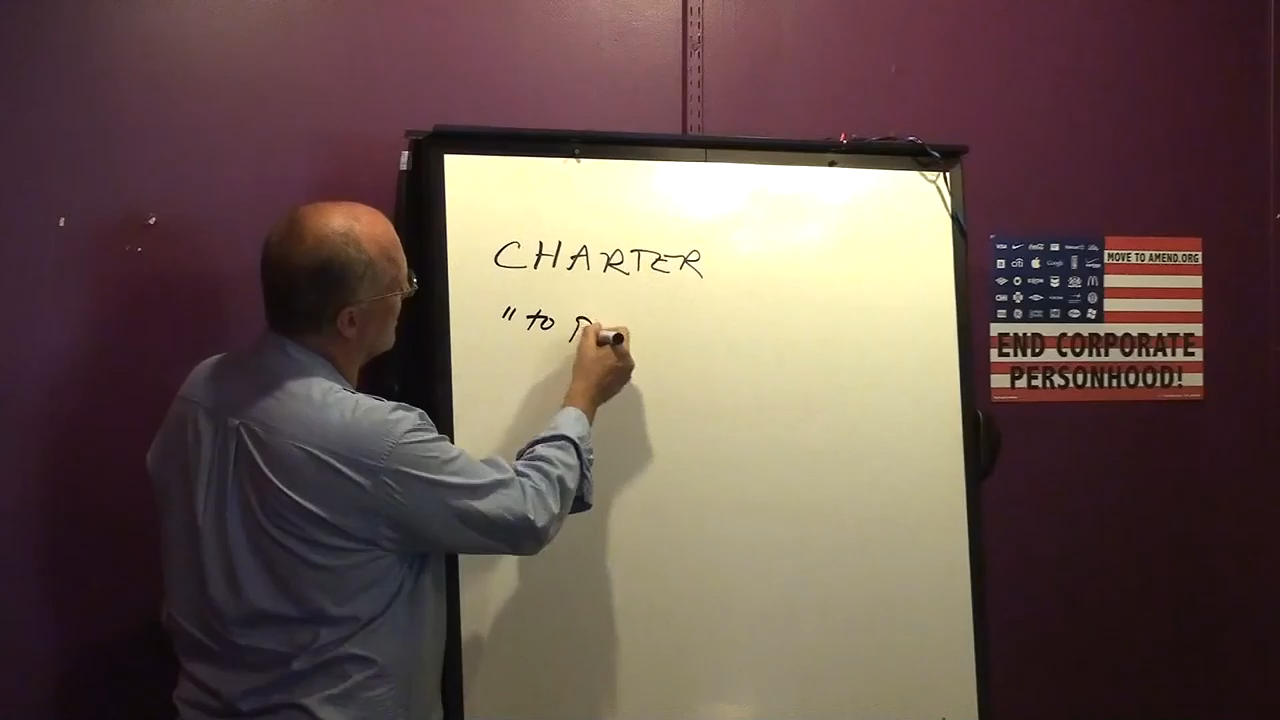 CHARTER
" to p
MOVE TO AMEND.ORG
END CORPORATE
PERSONHOOD!